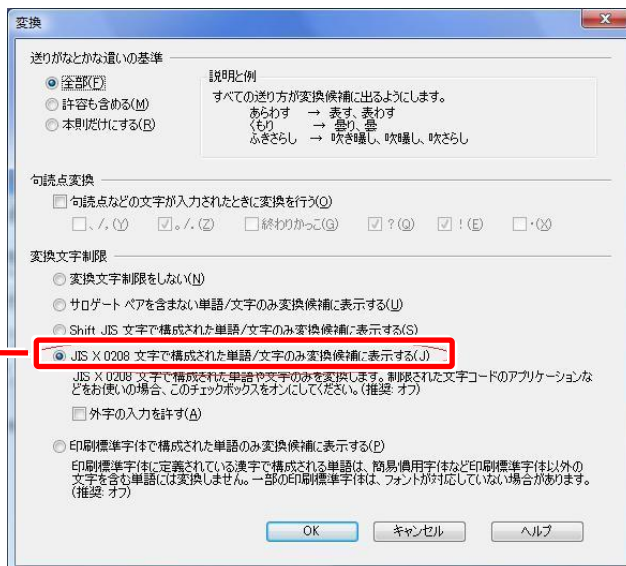 変換
送りがなとかな遣いの基準
全部(F)
許容も含める(M)
本則だけにする(R)
説明と例
すべての送り方が変換候補に出るようにします。
あらわす → 表す、表わす
くもり → 曇り、曇
ふきさらし → 吹き曝し、吹曝し、吹さらし
句読点変換
句読点などの文字が入力されたときに変換を行う(O)
、/,(Y) 。/.(Z) 終わりかっこ(G) ?(Q) !(E) ・(X)
変換文字制限
変換文字制限をしない(N)
サロゲート ペアを含まない単語/文字のみ変換候補に表示する(U)
Shift JIS 文字で構成された単語/文字のみ変換候補に表示する(S)
JIS X 0208 文字で構成された単語/文字のみ変換候補に表示する(J)
JIS X 0208 文字で構成された単語や文字のみを変換します。制限された文字コードのアプリケーションな
どをお使いの場合、このチェックボックスをオンにしてください。(推奨: オフ)
外字の入力を許す(A)
印刷標準字体で構成された単語のみ変換候補に表示する(P)
印刷標準字体に定義されている漢字で構成される単語は、簡易慣用字体など印刷標準字体以外の
文字を含む単語には変換しません。一部の印刷標準字体は、フォントが対応していない場合があります。
(推奨: オフ)
OK キャンセル ヘルプ